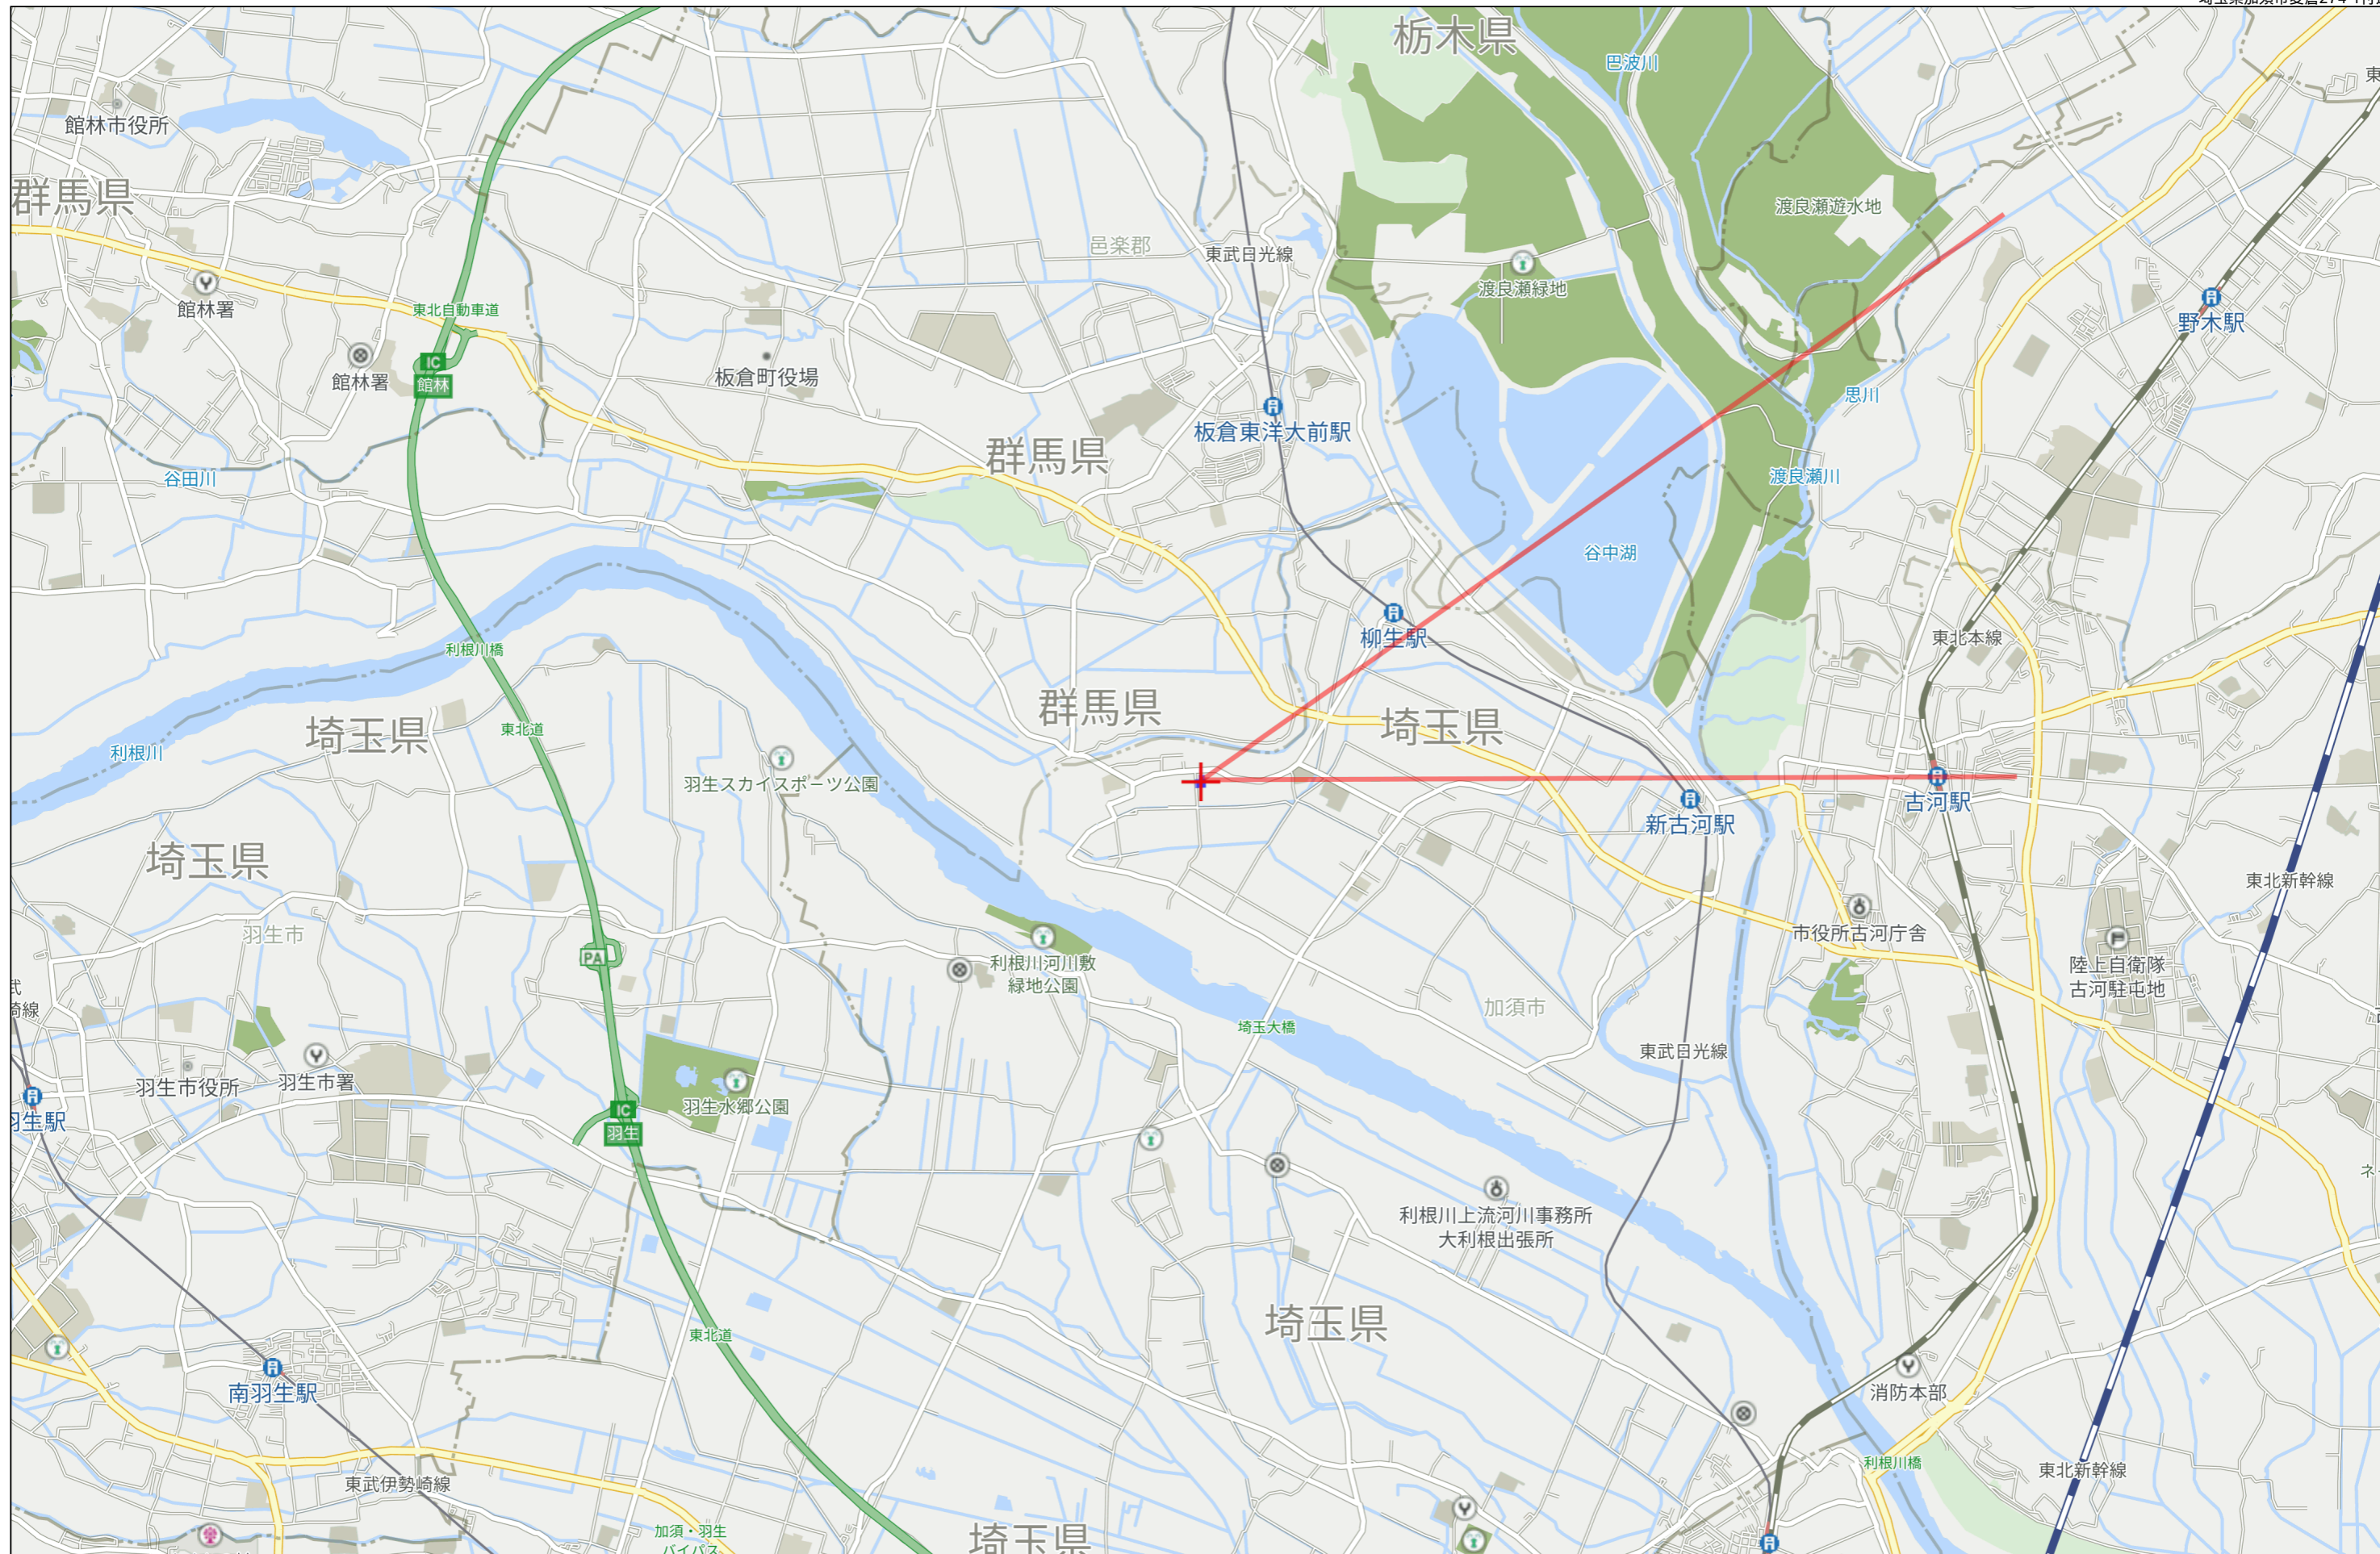 栃木県
巴波川
館林市役所
群馬県
渡良瀬遊水地
邑楽郡
東武日光線
渡良瀬緑地
館林署
東北自動車道
野木駅
IC
館林
館林署
板倉町役場
思川
板倉東洋大前駅
群馬県
谷田川
渡良瀬川
谷中湖
柳生駅
東北本線
利根川橋
群馬県
埼玉県
埼玉県
東北道
利根川
羽生スカイスポーツ公園
古河駅
新古河駅
埼玉県
東北新幹線
羽生市
市役所古河庁舎
PA
利根川河川敷
緑地公園
陸上自衛隊
古河駐屯地
加須市
埼玉大橋
東武日光線
羽生市役所
羽生市署
羽生水郷公園
羽生駅
IC
羽生
利根川上流河川事務所
大利根出張所
埼玉県
東北道
南羽生駅
消防本部
利根川橋
東北新幹線
東武伊勢崎線
加須・羽生
バイパス
埼玉県